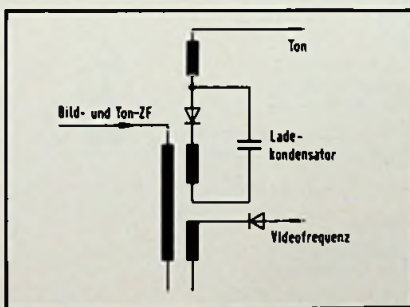 Ton
Bild- und Ton-ZF
Lade-
kondensator
Videofrequenz